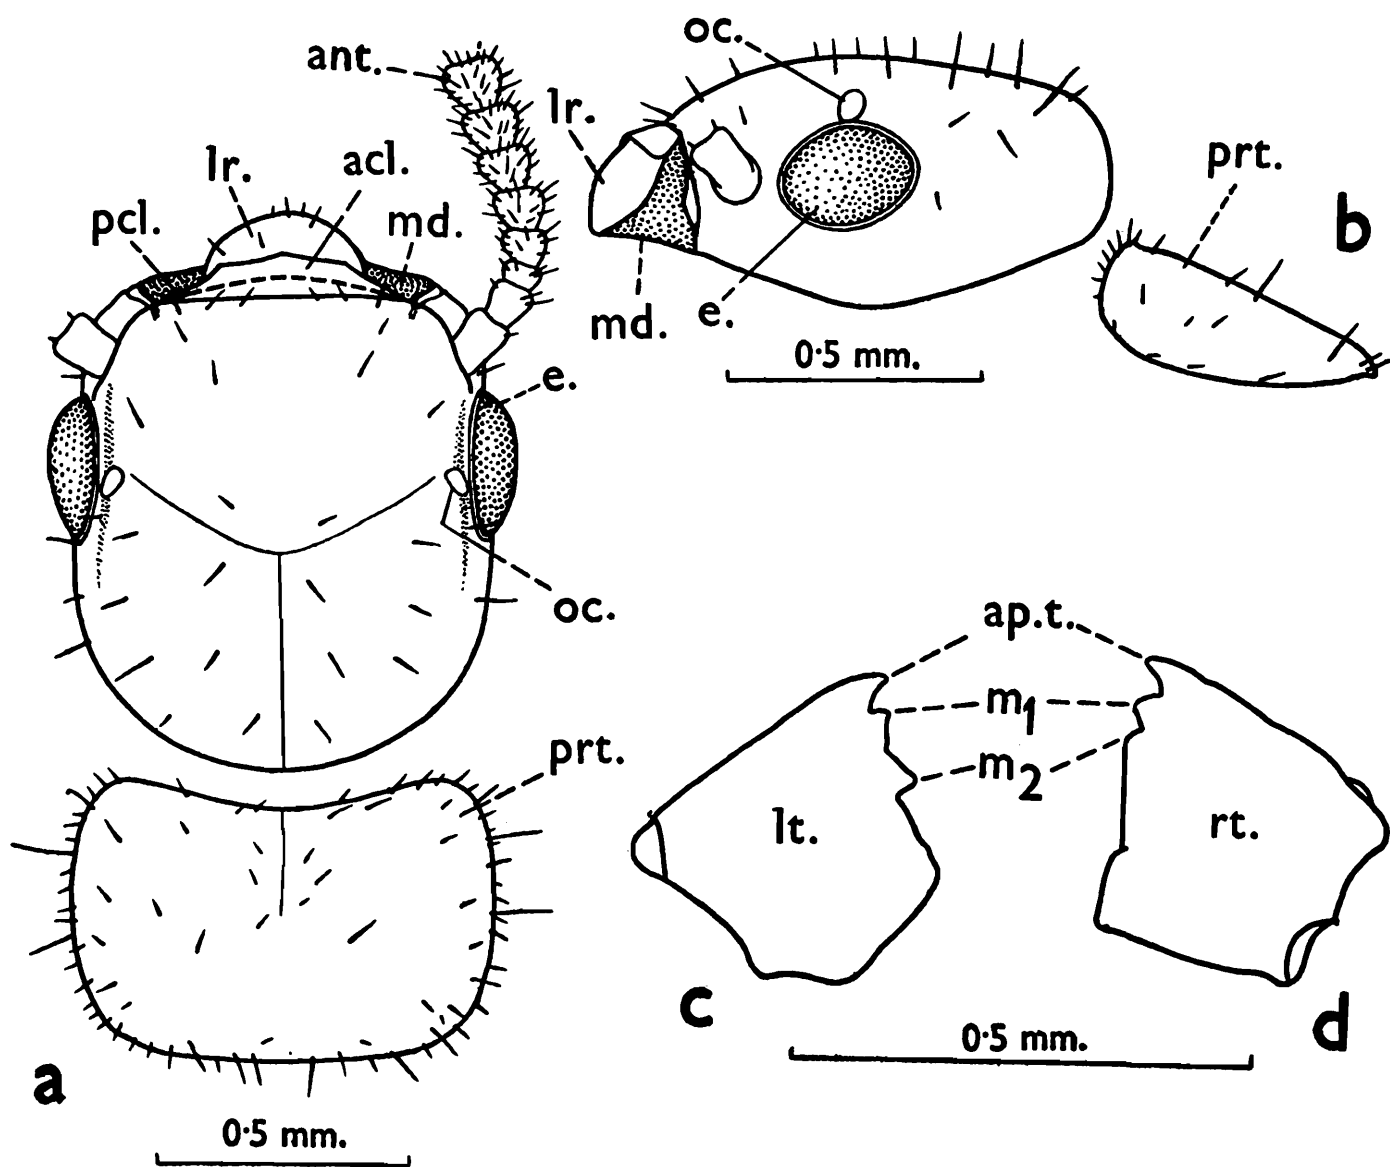 ant.
lr.
acl.
pcl.
md.
e.
oc.
prt.
a
0·5 mm.
oc.
lr.
prt.
b
md.
e.
0·5 mm.
ap.t.
m1
m2
lt.
rt.
c
d
0·5 mm.